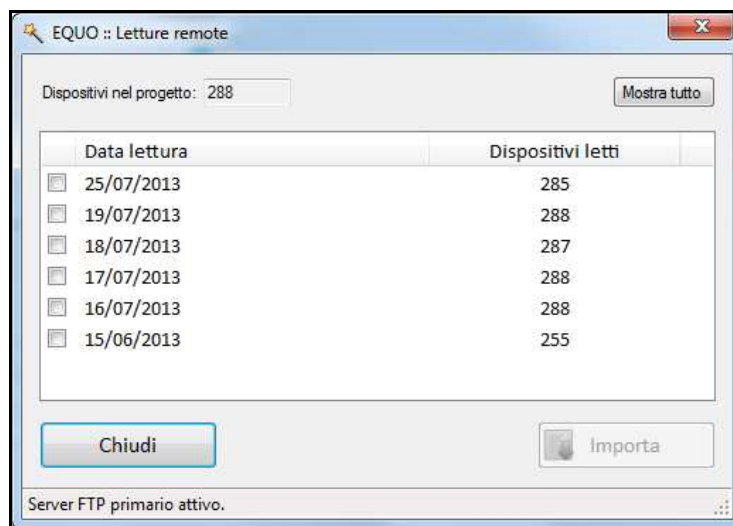 EQUO :: Letture remote
Dispositivi nel progetto: 288 Mostra tutto
Data lettura Dispositivi letti
25/07/2013 285
19/07/2013 288
18/07/2013 287
17/07/2013 288
16/07/2013 288
15/06/2013 255
Chiudi Importa
Server FTP primario attivo.